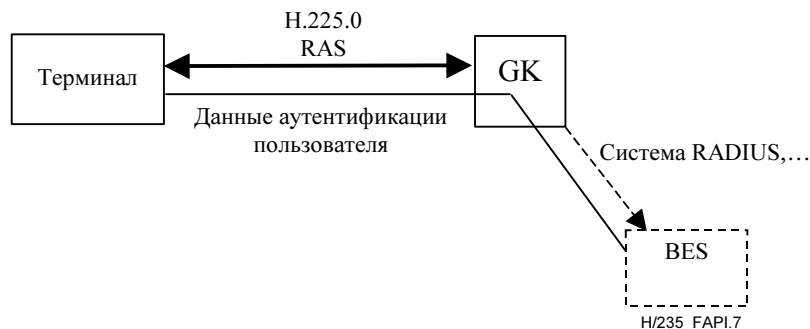 H.225.0
RAS
Терминал
GK
Данные аутентификации
пользователя
Система RADIUS,…
BES
H/235_FAPI.7